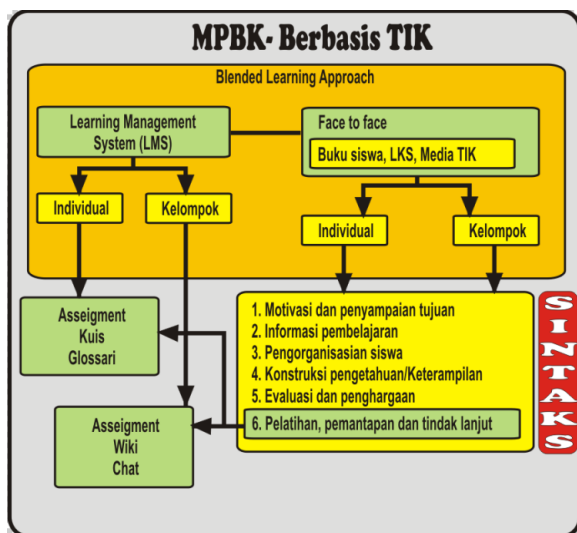 MPBK- Berbasis TIK
Blended Learning Approach
Learning Management
System (LMS)
Face to face
Buku siswa, LKS, Media TIK
Individual
Kelompok
Individual
Kelompok
Asseigment
Kuis
Glossari
1. Motivasi dan penyampaian tujuan
2. Informasi pembelajaran
3. Pengorganisasian siswa
4. Konstruksi pengetahuan/Keterampilan
5. Evaluasi dan penghargaan
6. Pelatihan, pemantapan dan tindak lanjut
SINTAKS
Asseigment
Wiki
Chat